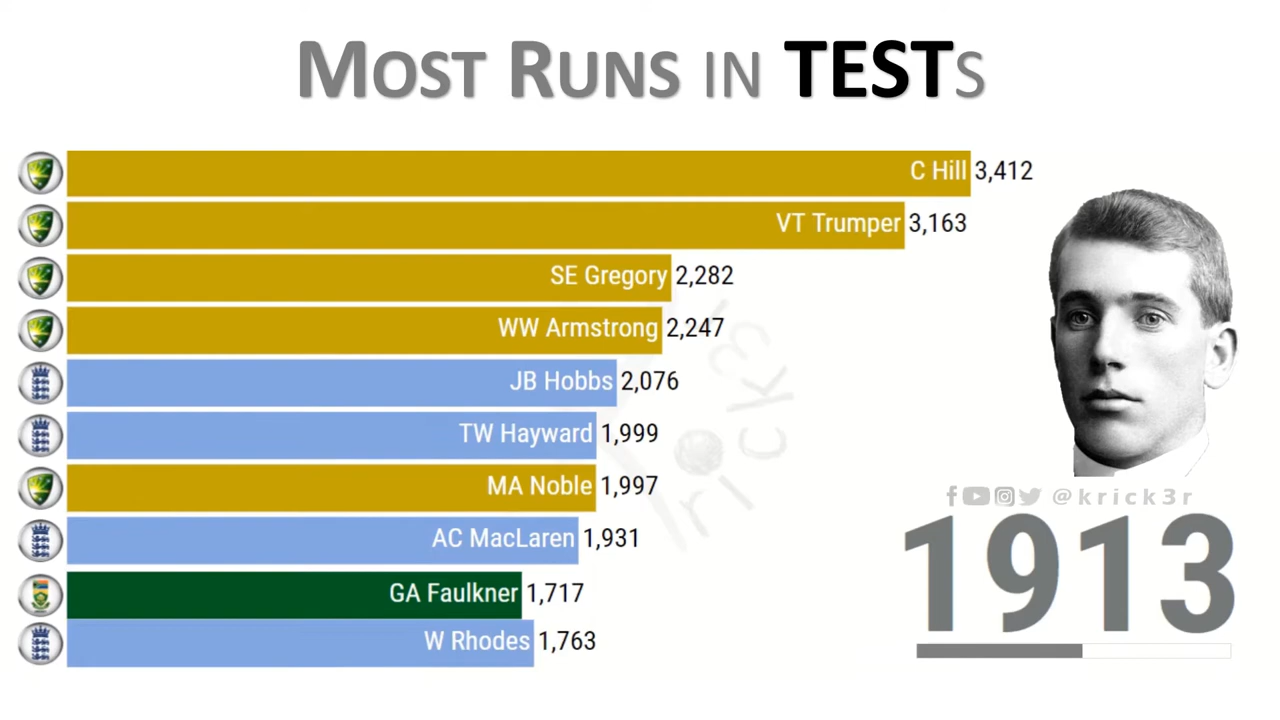 Most Runs in TESTs
C Hill 3,412
VT Trumper 3,163
SE Gregory 2,282
WW Armstrong 2,247
JB Hobbs 2,076
TW Hayward 1,999
MA Noble 1,997
AC MacLaren 1,931
GA Faulkner 1,717
W Rhodes 1,763
krick3r
@krick3r
1913